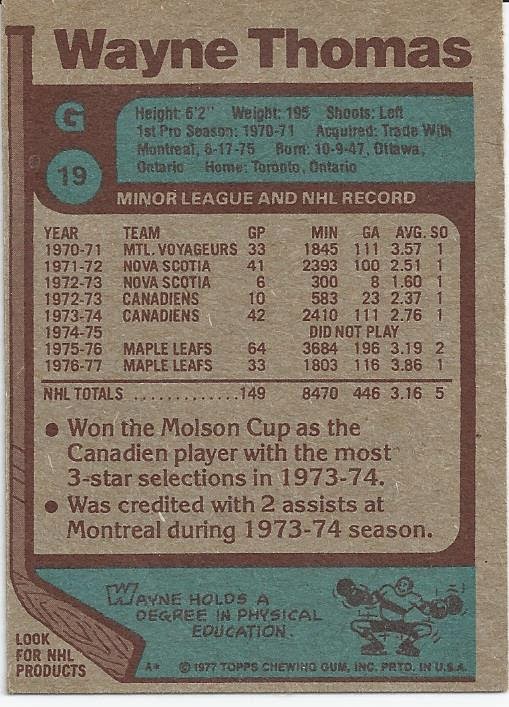 Wayne Thomas
G
19
Height: 6'2" Weight: 195 Shoots: Left
1st Pro Season: 1970-71 Acquired: Trade With
Montreal, 6-17-75 Born: 10-9-47, Ottawa,
Ontario Home: Toronto, Ontario
MINOR LEAGUE AND NHL RECORD
YEAR TEAM GP MIN GA AVG. SO
1970-71 MTL. VOYAGEURS 33 1845 111 3.57 1
1971-72 NOVA SCOTIA 41 2393 100 2.51 1
1972-73 NOVA SCOTIA 6 300 8 1.60 1
1972-73 CANADIENS 10 583 23 2.37 1
1973-74 CANADIENS 42 2410 111 2.76 1
1974-75 DID NOT PLAY
1975-76 MAPLE LEAFS 64 3684 196 3.19 2
1976-77 MAPLE LEAFS 33 1803 116 3.86 1
NHL TOTALS .............149 8470 446 3.16 5
● Won the Molson Cup as the
Canadien player with the most
3-star selections in 1973-74.
● Was credited with 2 assists at
Montreal during 1973-74 season.
WAYNE HOLDS A
DEGREE IN PHYSICAL
EDUCATION.
LOOK
FOR NHL
PRODUCTS
A* © 1977 TOPPS CHEWING GUM, INC. PRTD. IN U.S.A.